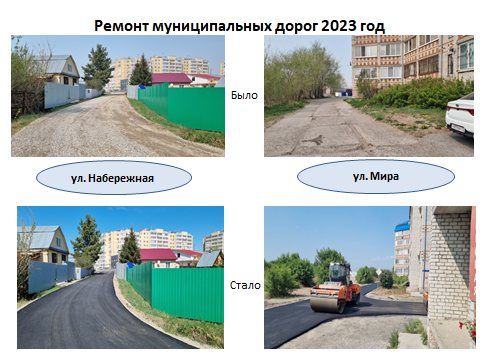 Ремонт муниципальных дорог 2023 год
Было
ул. Набережная
ул. Мира
Стало